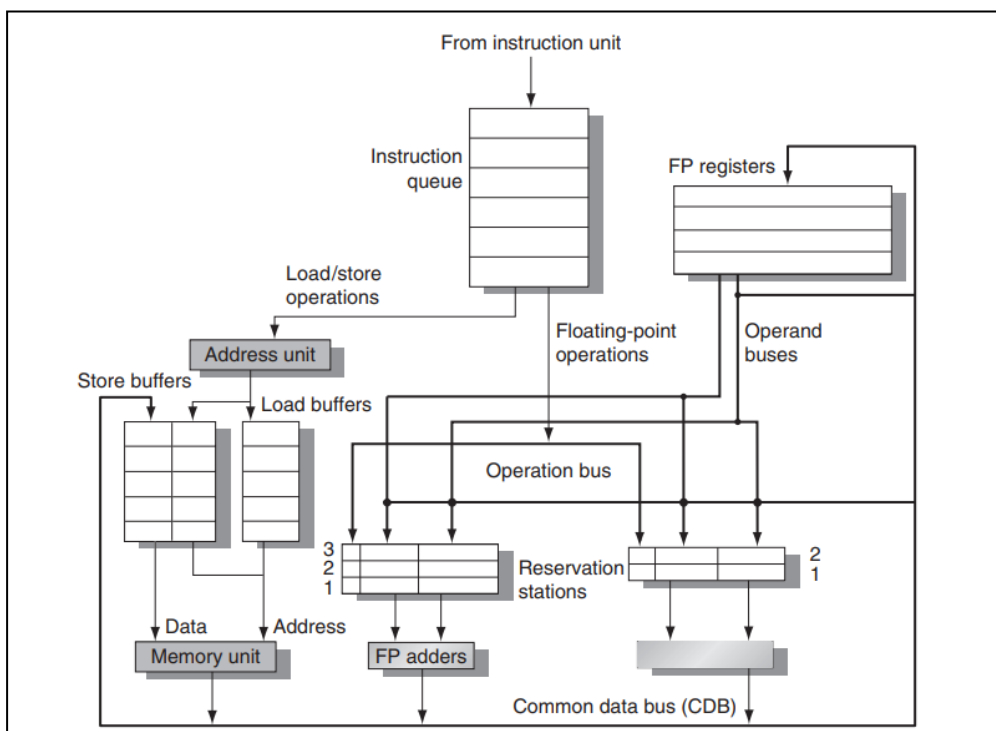 From instruction unit
Instruction
queue
FP registers
Load/store
operations
Floating-point
operations
Operand
buses
Address unit
Store buffers
Load buffers
Operation bus
3
2
1
Reservation
stations
2
1
Data
Address
Memory unit
FP adders
Common data bus (CDB)